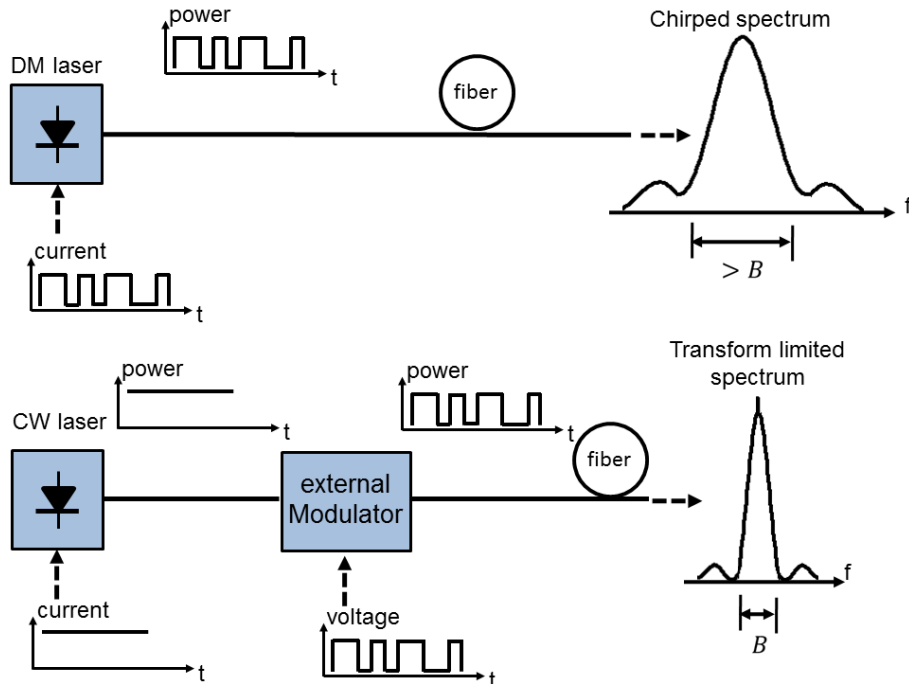 power
t
DM laser
current
t
fiber
Chirped spectrum
f
> B
power
t
CW laser
current
t
external
Modulator
voltage
t
power
t
fiber
Transform limited
spectrum
f
B